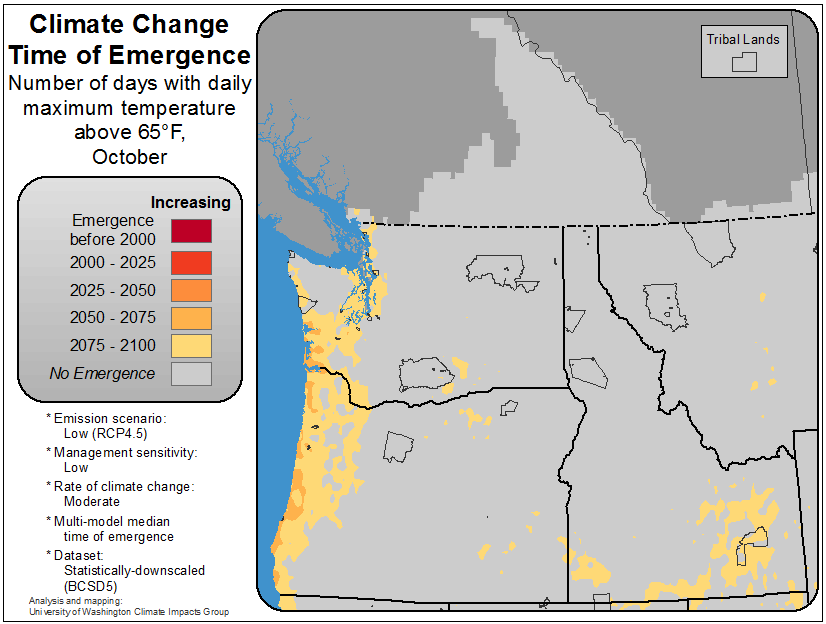 Climate Change
Time of Emergence
Number of days with daily
maximum temperature
above 65°F,
October
Tribal Lands
Increasing
Emergence
before 2000
2000 - 2025
2025 - 2050
2050 - 2075
2075 - 2100
No Emergence
* Emission scenario:
Low (RCP4.5)
* Management sensitivity:
Low
* Rate of climate change:
Moderate
* Multi-model median
time of emergence
* Dataset:
Statistically-downscaled
(BCSD5)
Analysis and mapping:
University of Washington Climate Impacts Group